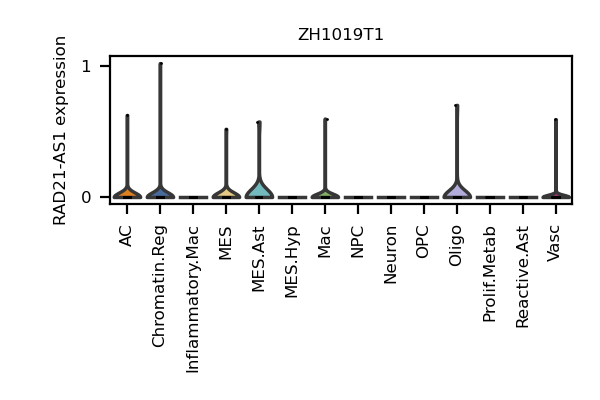 ZH1019T1
RAD21-AS1 expression
1
0
AC
Chromatin.Reg
Inflammatory.Mac
MES
MES.Ast
MES.Hyp
Mac
NPC
Neuron
OPC
Oligo
Prolif.Metab
Reactive.Ast
Vasc